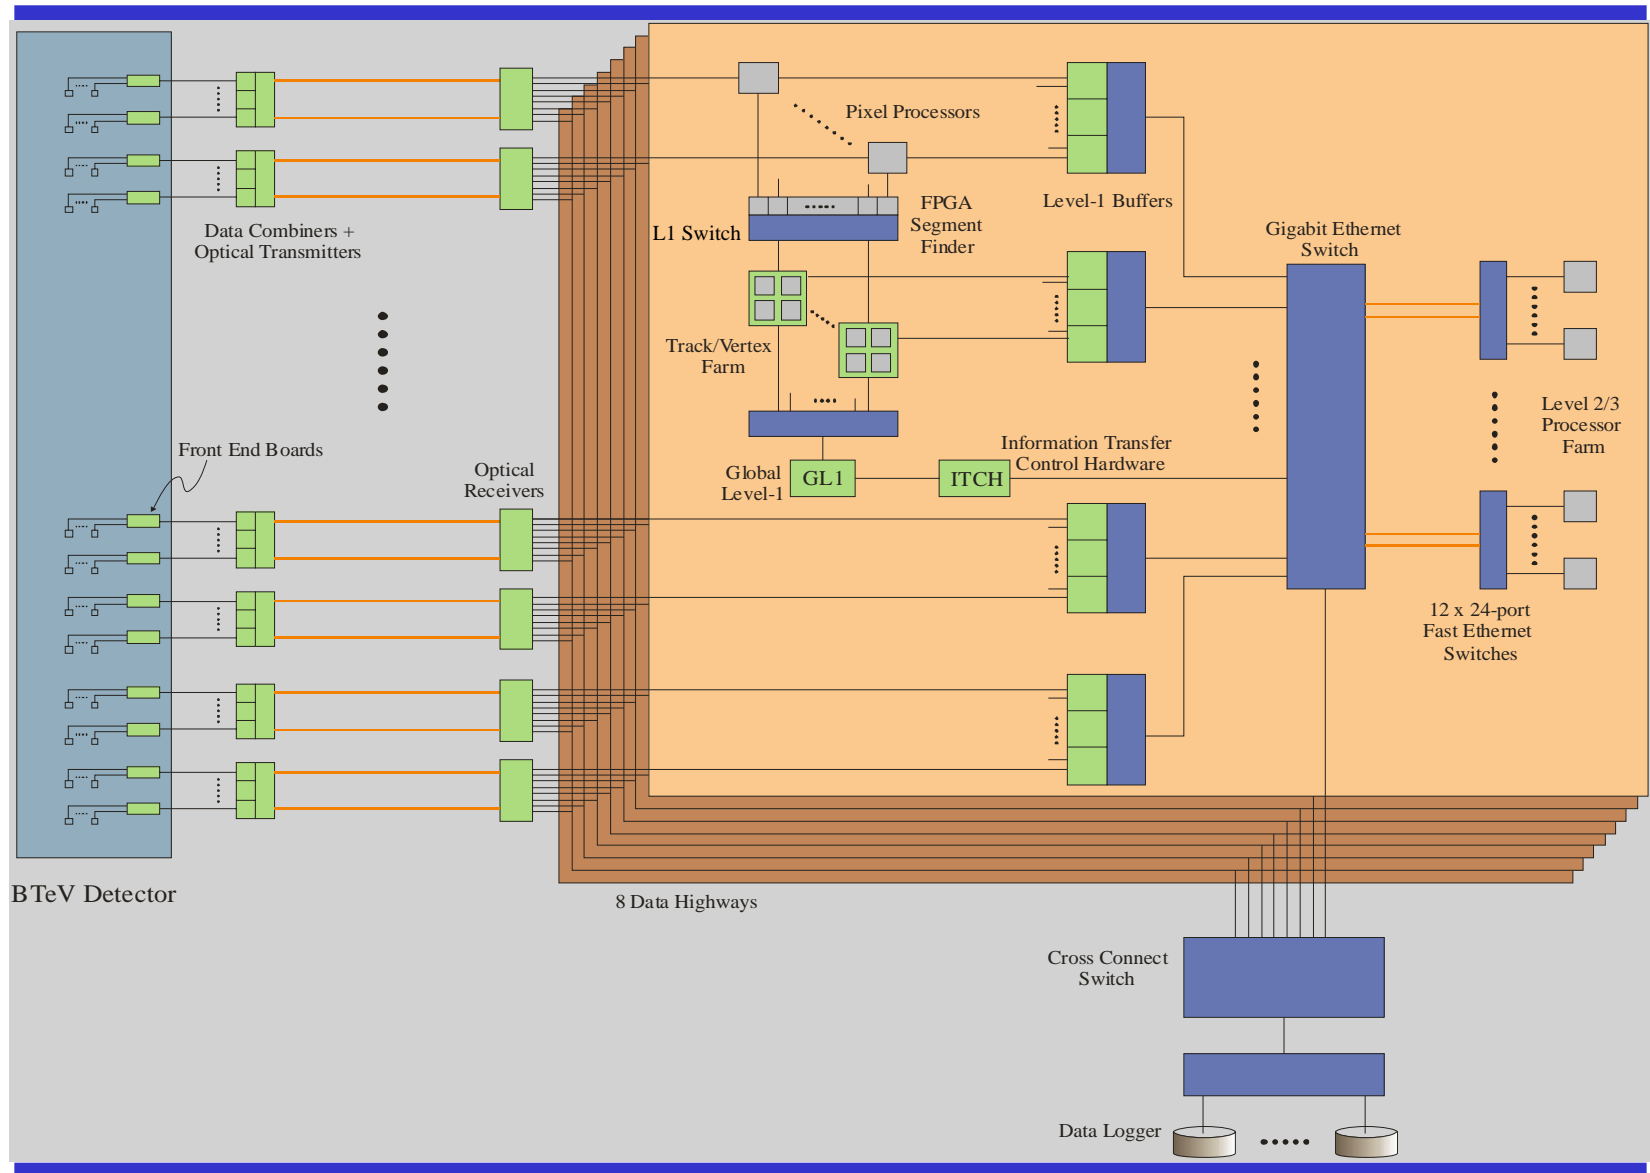 Pixel Processors
Level-1 Buffers
FPGA
Segment
Finder
L1 Switch
Data Combiners +
Optical Transmitters
Gigabit Ethernet
Switch
Track/Vertex
Farm
Level 2/3
Processor
Farm
Front End Boards
Optical
Receivers
Global
Level-1
GL1
ITCH
Information Transfer
Control Hardware
12 x 24-port
Fast Ethernet
Switches
BTeV Detector
8 Data Highways
Cross Connect
Switch
Data Logger